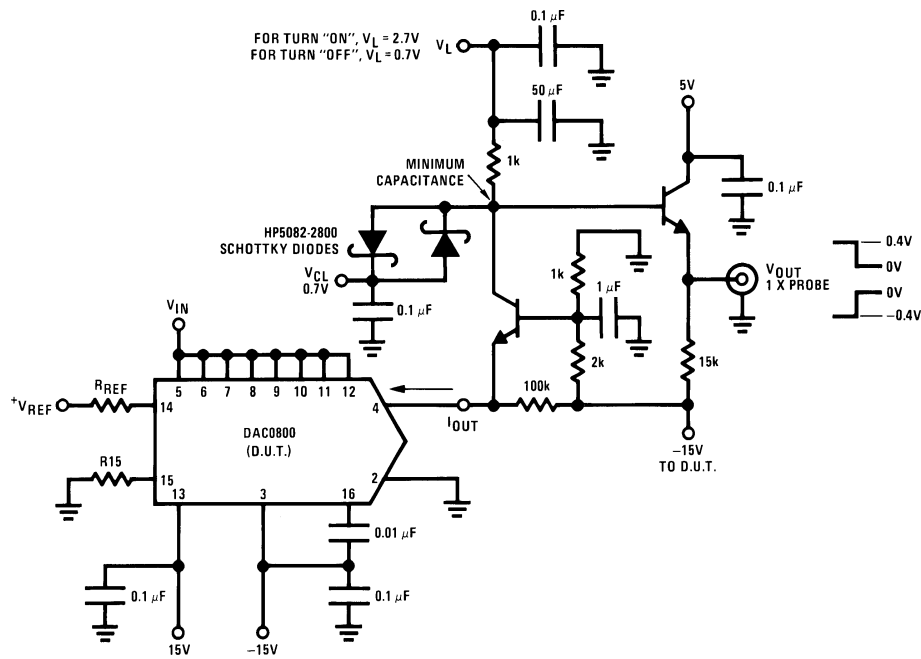 FOR TURN "ON", VL = 2.7V
FOR TURN "OFF", VL = 0.7V
VL
0.1 μF
50 μF
5V
1k
MINIMUM
CAPACITANCE
0.1 μF
HP5082-2800
SCHOTTKY DIODES
VCL
0.7V
0.1 μF
1k
1 μF
0.4V
0V
VOUT
1 X PROBE
0V
−0.4V
VIN
2k
15k
5
6
7
8
9
10
11
12
+VREF
RREF
14
4
IOUT
100k
DAC0800
(D.U.T.)
−15V
TO D.U.T.
R15
15
2
13
3
16
0.01 μF
0.1 μF
0.1 μF
15V
−15V